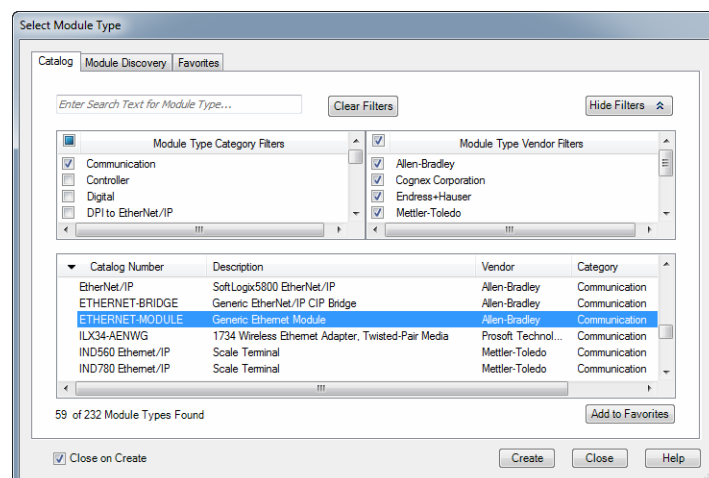 Select Module Type
Catalog Module Discovery Favorites
Enter Search Text for Module Type... Clear Filters Hide Filters
Module Type Category Filters Module Type Vendor Filters
Communication Allen-Bradley
Controller Cognex Corporation
Digital Endress+Hauser
DPI to EtherNet/IP Mettler-Toledo
Catalog Number Description Vendor Category
EtherNet/IP SoftLogix5800 EtherNet/IP Allen-Bradley Communication
ETHERNET-BRIDGE Generic EtherNet/IP CIP Bridge Allen-Bradley Communication
ETHERNET-MODULE Generic Ethernet Module Allen-Bradley Communication
ILX34-AENWG 1734 Wireless Ethernet Adapter, Twisted-Pair Media Prosoft Technol... Communication
IND560 Ethernet/IP Scale Terminal Mettler-Toledo Communication
IND780 Ethernet/IP Scale Terminal Mettler-Toledo Communication
59 of 232 Module Types Found Add to Favorites
Close on Create Create Close Help